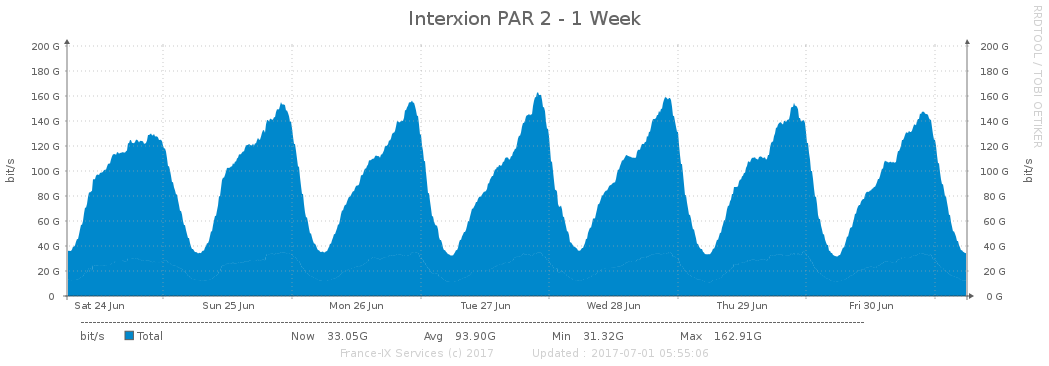 Interxion PAR 2 - 1 Week
RRDTOOL / TOBI OETIKER
200 G 200 G
180 G 180 G
160 G 160 G
140 G 140 G
120 G 120 G
100 G 100 G
80 G 80 G
60 G 60 G
40 G 40 G
20 G 20 G
0 0 G
bit/s bit/s
Sat 24 Jun Sun 25 Jun Mon 26 Jun Tue 27 Jun Wed 28 Jun Thu 29 Jun Fri 30 Jun
bit/s Total Now 33.05G Avg 93.90G Min 31.32G Max 162.91G
France-IX Services (c) 2017 Updated : 2017-07-01 05:55:06